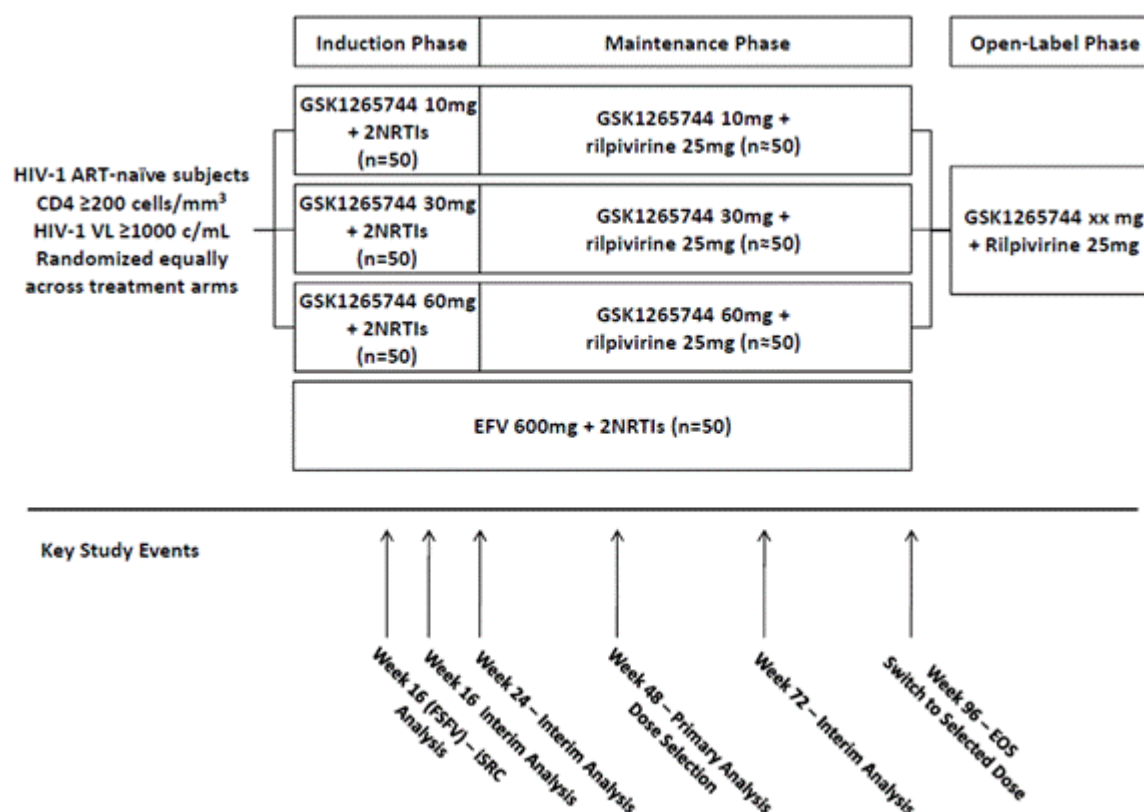 Induction Phase
Maintenance Phase
Open-Label Phase
HIV-1 ART-naïve subjects
CD4 ≥200 cells/mm³
HIV-1 VL ≥1000 c/mL
Randomized equally
across treatment arms
GSK1265744 10mg
+ 2NRTIs
(n=50)
GSK1265744 10mg +
rilpivirine 25mg (n≈50)
GSK1265744 30mg
+ 2NRTIs
(n=50)
GSK1265744 30mg +
rilpivirine 25mg (n≈50)
GSK1265744 60mg
+ 2NRTIs
(n=50)
GSK1265744 60mg +
rilpivirine 25mg (n≈50)
GSK1265744 xx mg
+ Rilpivirine 25mg
EFV 600mg + 2NRTIs (n=50)
Key Study Events
Week 16 (FSFV) – iSRC
Analysis
Week 16 Interim Analysis
Week 24 – Interim Analysis
Week 48 – Primary Analysis
Dose Selection
Week 72 – Interim Analysis
Week 96 – EOS
Switch to Selected Dose